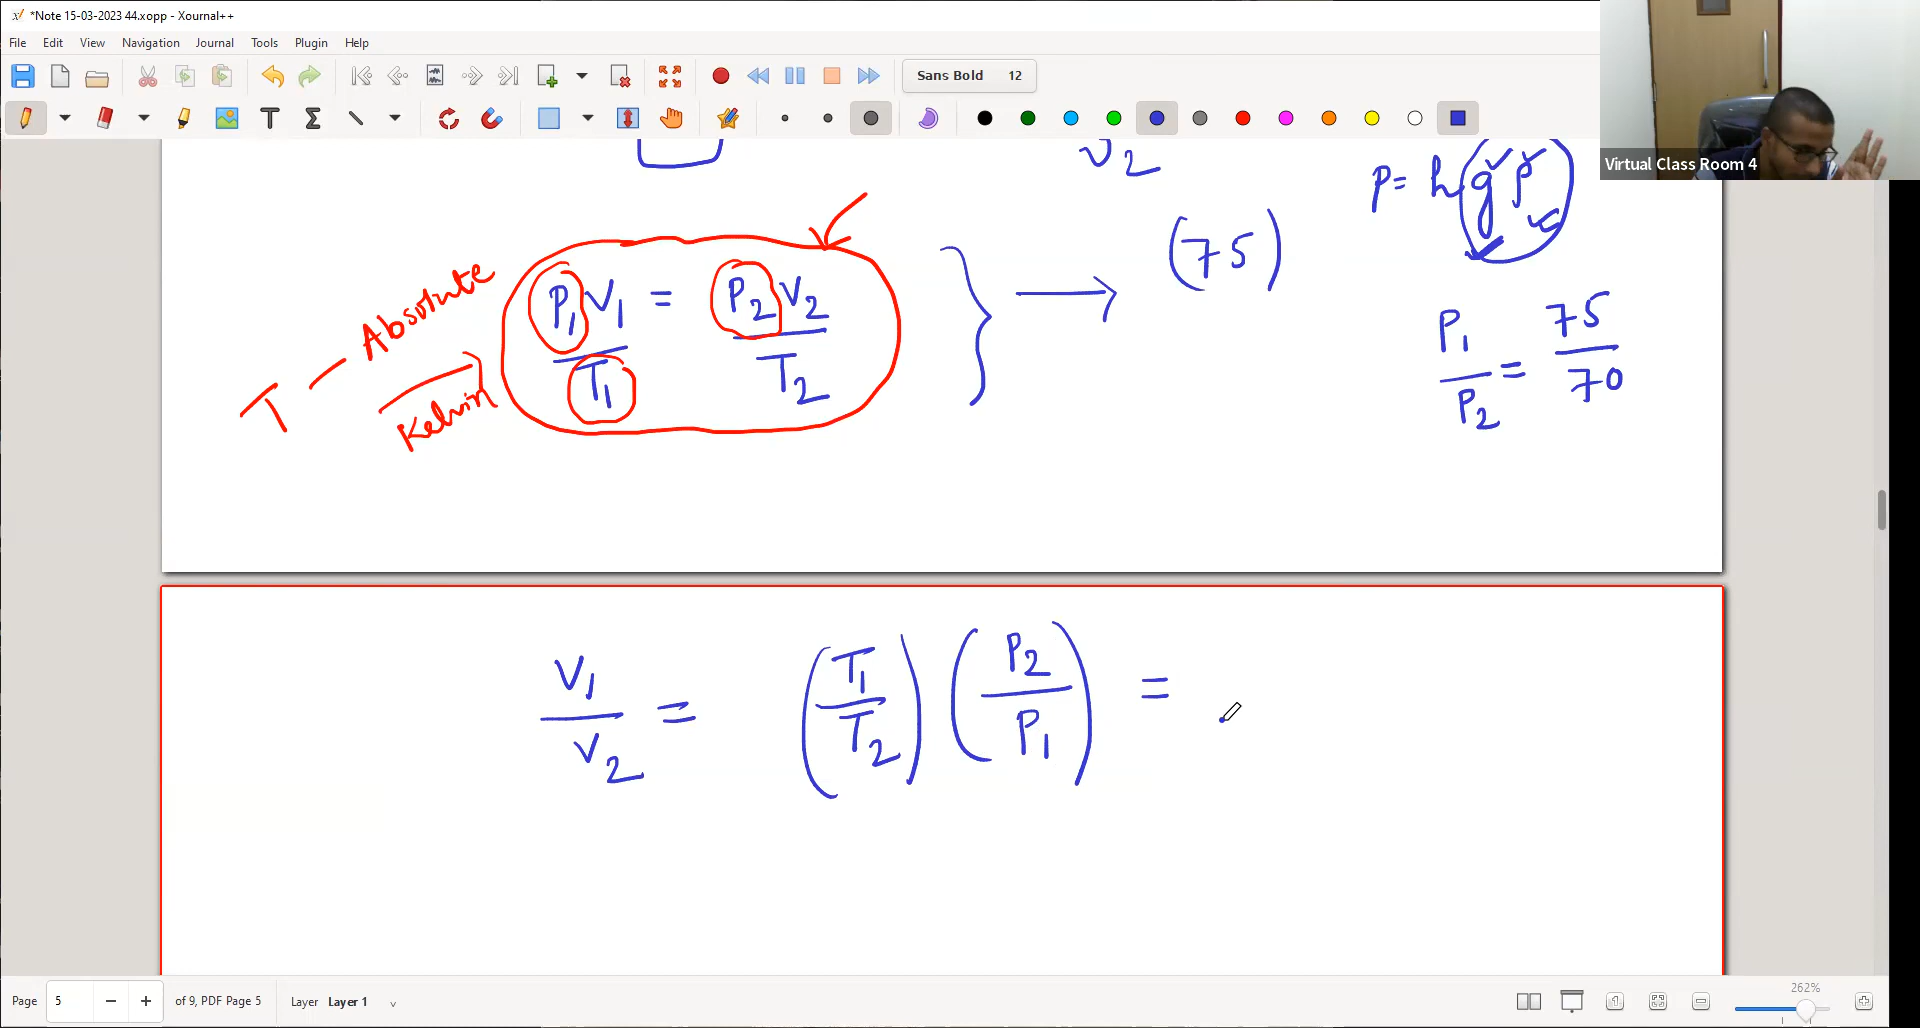 *Note 15-03-2023 44.xopp - Xournal++
File Edit View Navigation Journal Tools Plugin Help
Sans Bold 12
Virtual Class Room 4
V2
P= hgρ
(75)
T – Absolute
Kelvin
P1V1/T1 = P2V2/T2
P1/P2 = 75/70
V1/V2 = (T1/T2) (P2/P1) =
Page 5 of 9, PDF Page 5 Layer Layer 1
262%